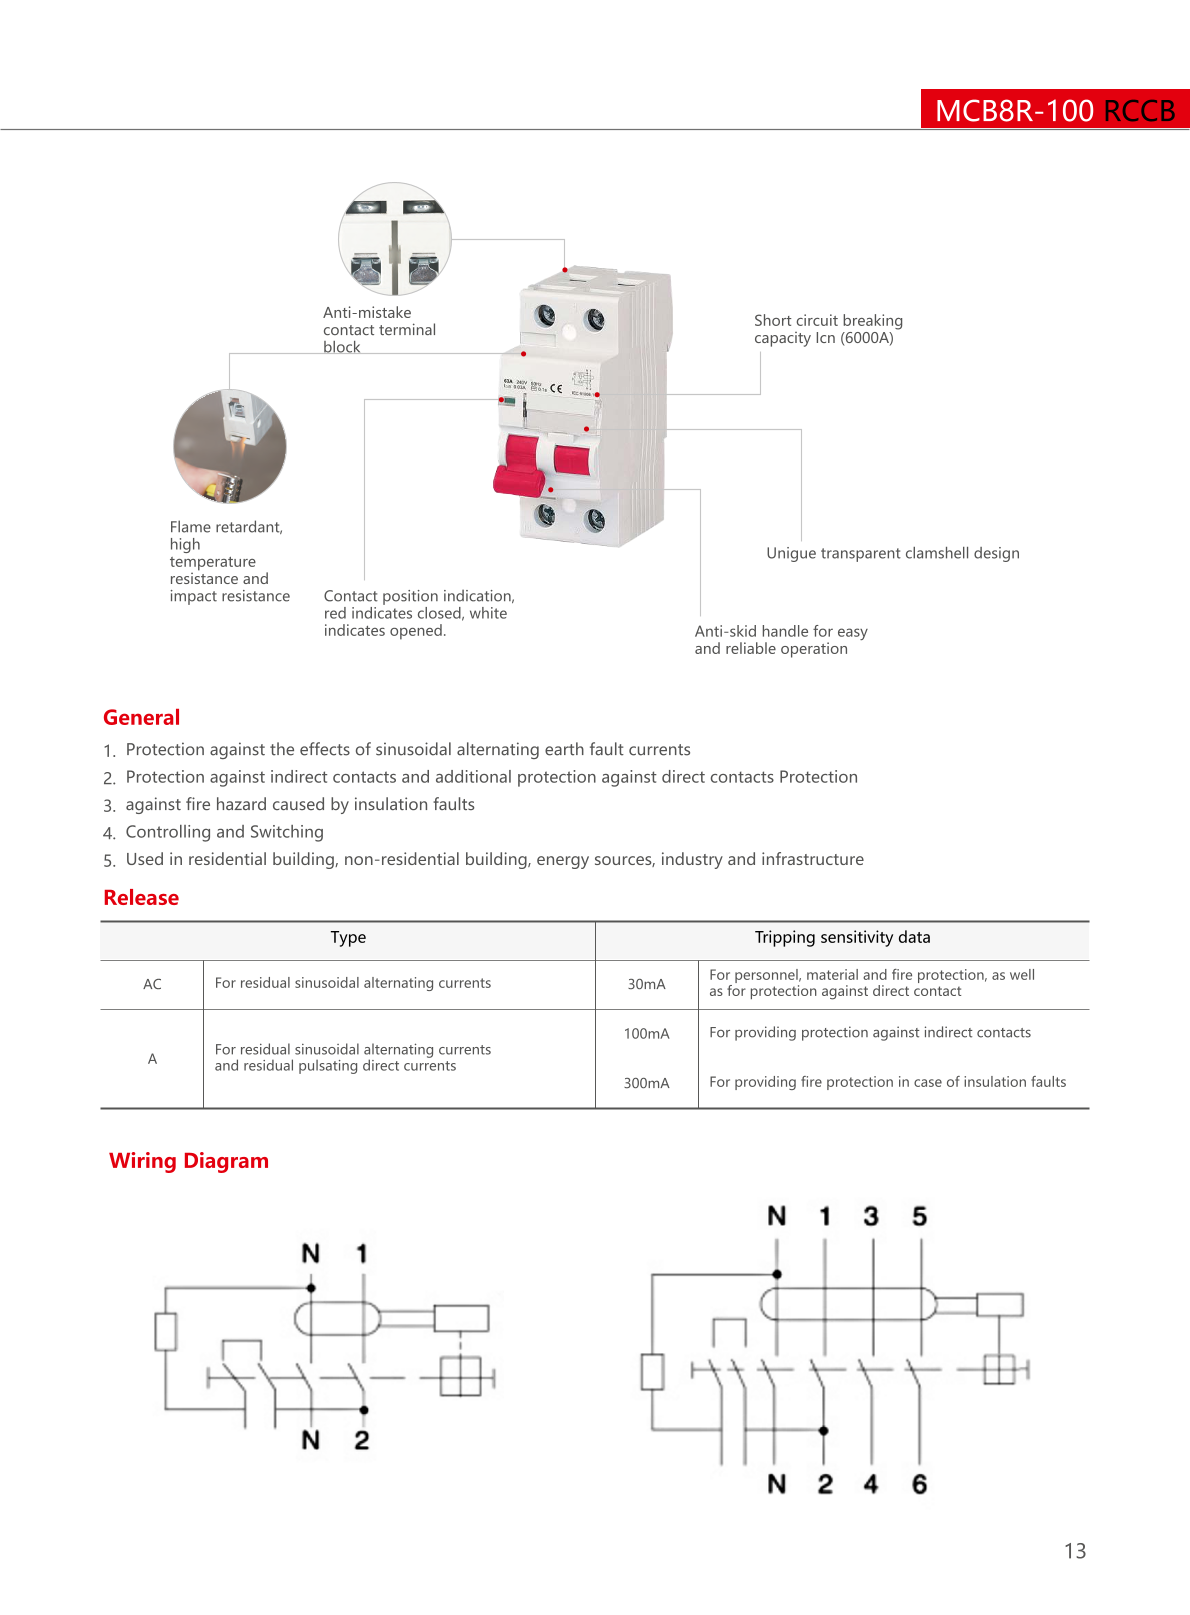 MCB8R-100 RCCB
Anti-mistake
contact terminal
block
Short circuit breaking
capacity Icn (6000A)
63A 240V 50Hz
0.03A 0.1s CE
Flame retardant,
high
temperature
resistance and
impact resistance
Contact position indication,
red indicates closed, white
indicates opened.
Unigue transparent clamshell design
Anti-skid handle for easy
and reliable operation
General
1. Protection against the effects of sinusoidal alternating earth fault currents
2. Protection against indirect contacts and additional protection against direct contacts Protection
3. against fire hazard caused by insulation faults
4. Controlling and Switching
5. Used in residential building, non-residential building, energy sources, industry and infrastructure
Release
Type Tripping sensitivity data
AC For residual sinusoidal alternating currents 30mA For personnel, material and fire protection, as well
as for protection against direct contact
A For residual sinusoidal alternating currents
and residual pulsating direct currents
100mA For providing protection against indirect contacts
300mA For providing fire protection in case of insulation faults
Wiring Diagram
N 1
N 2
N 1 3 5
N 2 4 6
13